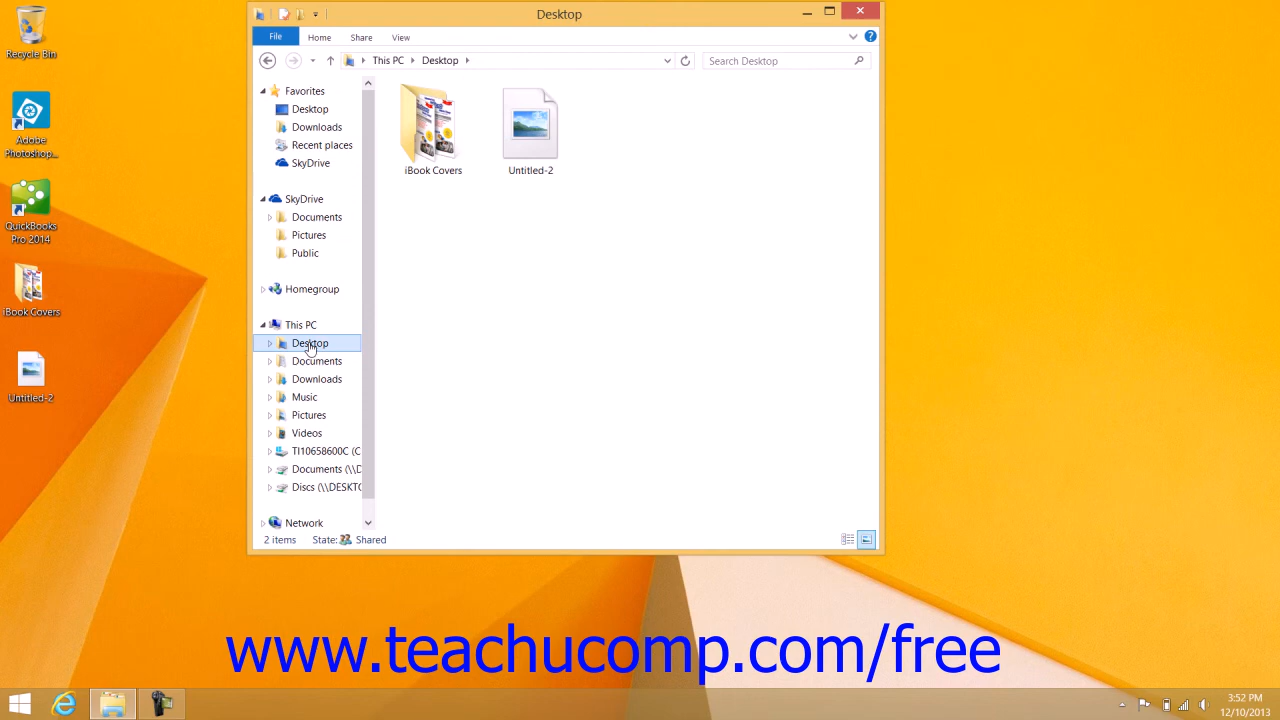 Recycle Bin
Adobe
Photoshop...
QuickBooks
Pro 2014
iBook Covers
Untitled-2
Desktop
File
Home
Share
View
This PC
Desktop
Search Desktop
Favorites
Desktop
Downloads
Recent places
SkyDrive
SkyDrive
Documents
Pictures
Public
Homegroup
This PC
Desktop
Documents
Downloads
Music
Pictures
Videos
TI10658600C (C
Documents (\\D
Discs (\\DESKTO
Network
iBook Covers
Untitled-2
2 items
State:
Shared
www.teachucomp.com/free
3:52 PM
12/10/2013